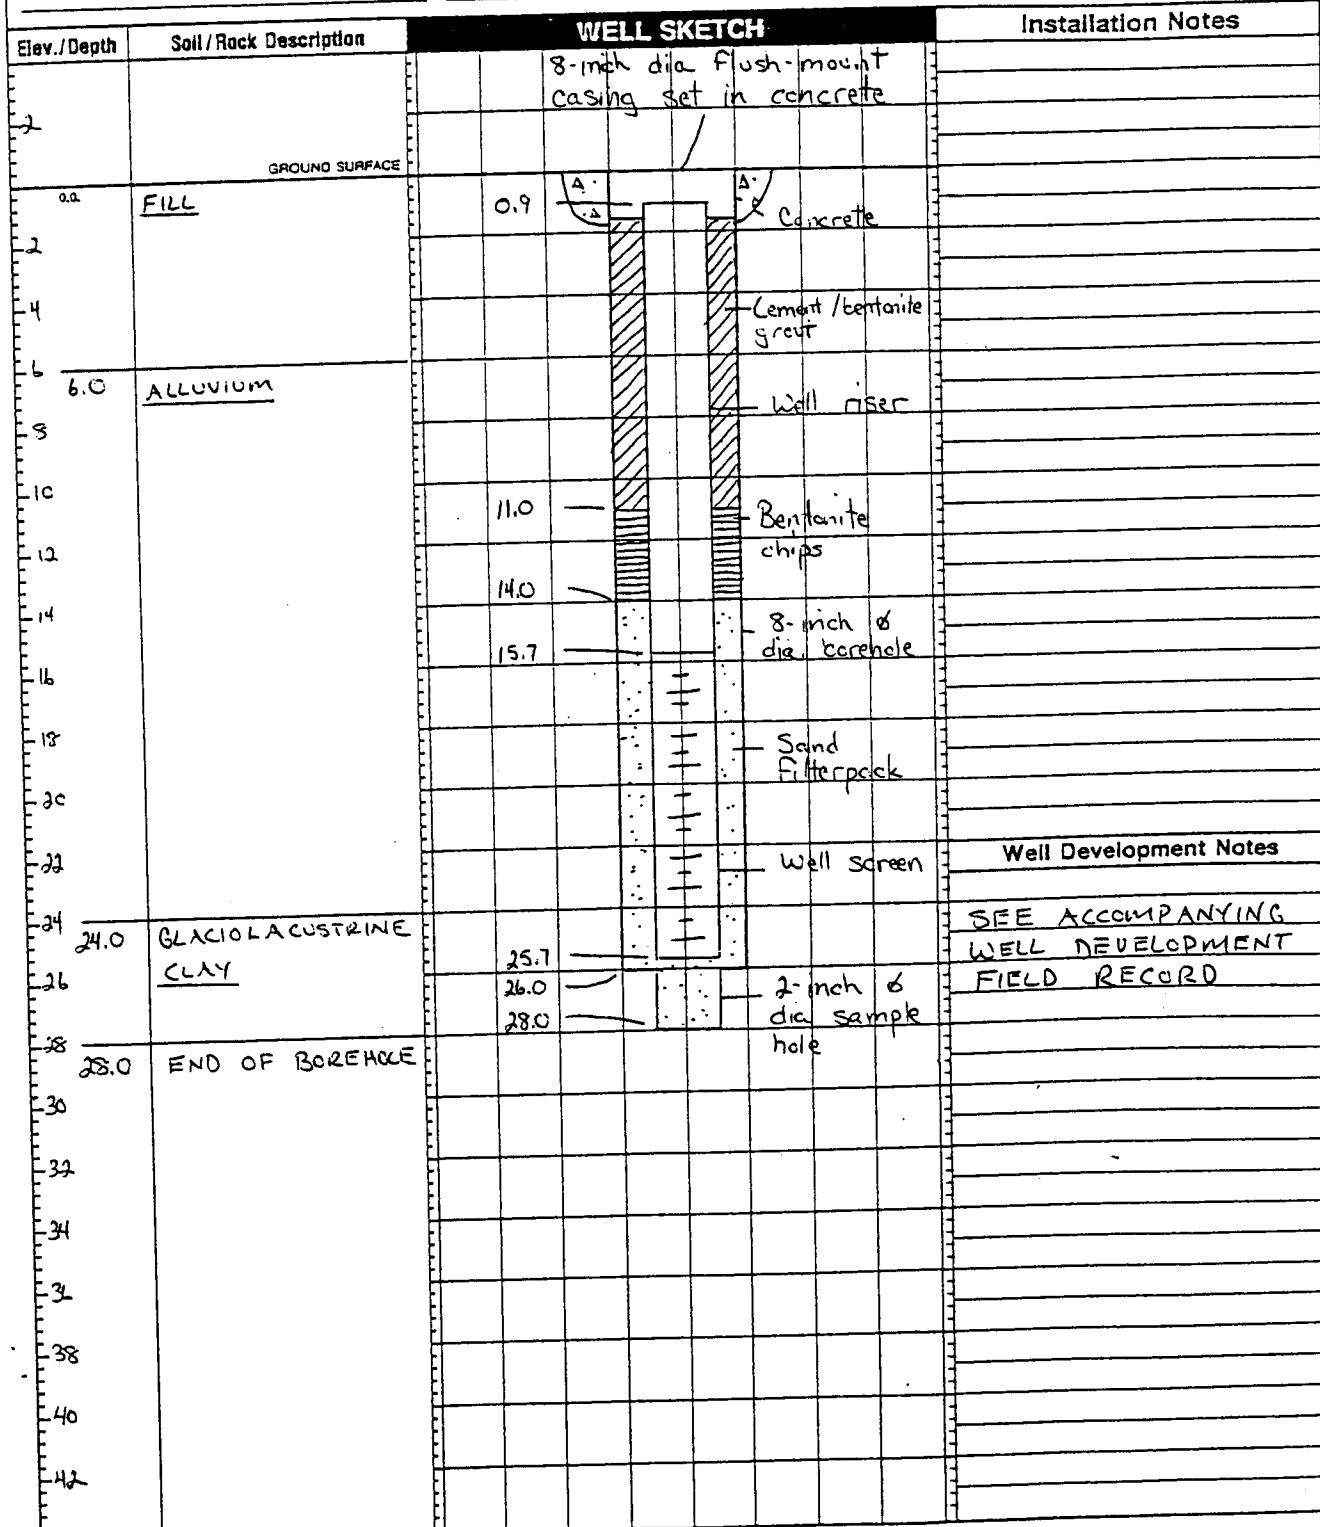 Elev./Depth
Soil/Rock Description
WELL SKETCH
Installation Notes
8-inch dia flush-mount
casing set in concrete
2
GROUND SURFACE
0.0
FILL
0.9
Concrete
2
4
Cement/bentonite
grout
6
6.0
ALLUVIUM
Well riser
8
10
11.0
Bentonite
chips
12
14.0
14
8-inch ø
dia. borehole
15.7
16
18
Sand
Filterpack
20
22
Well screen
Well Development Notes
24
24.0
GLACIOLACUSTRINE
CLAY
SEE ACCOMPANYING
WELL DEVELOPMENT
FIELD RECORD
25.7
26
26.0
2-inch ø
dia sample
hole
28.0
28
28.0
END OF BOREHOLE
30
32
34
36
38
40
42